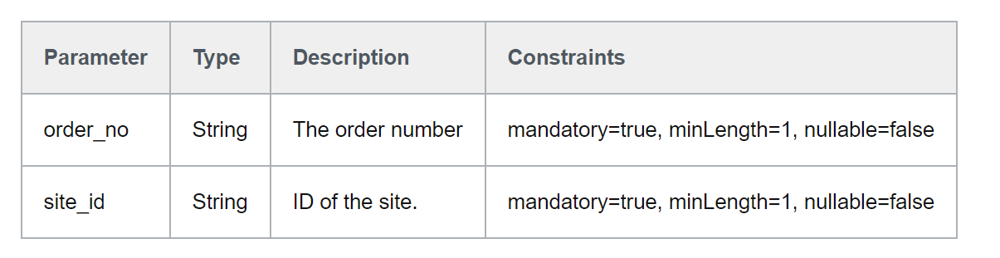 Parameter Type Description Constraints
order_no String The order number mandatory=true, minLength=1, nullable=false
site_id String ID of the site. mandatory=true, minLength=1, nullable=false